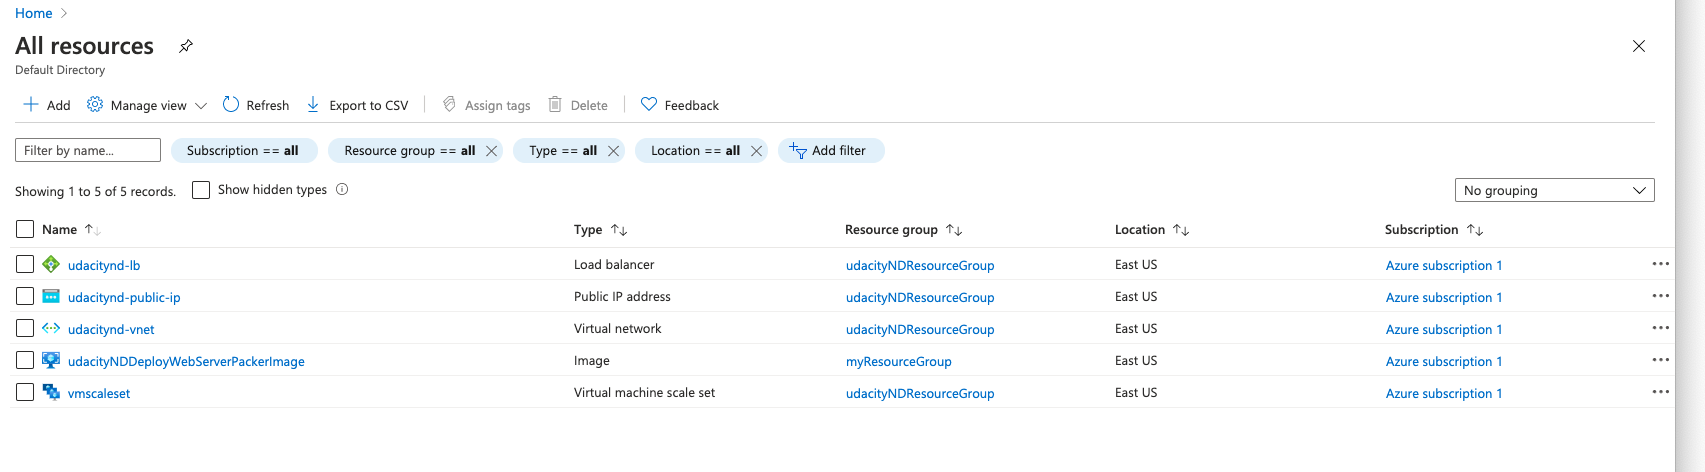 Home
All resources
Default Directory
Add Manage view Refresh Export to CSV Assign tags Delete Feedback
Filter by name... Subscription == all Resource group == all Type == all Location == all Add filter
Showing 1 to 5 of 5 records. Show hidden types No grouping
Name Type Resource group Location Subscription
udacitynd-lb Load balancer udacityNDResourceGroup East US Azure subscription 1
udacitynd-public-ip Public IP address udacityNDResourceGroup East US Azure subscription 1
udacitynd-vnet Virtual network udacityNDResourceGroup East US Azure subscription 1
udacityNDDeployWebServerPackerImage Image myResourceGroup East US Azure subscription 1
vmscaleset Virtual machine scale set udacityNDResourceGroup East US Azure subscription 1